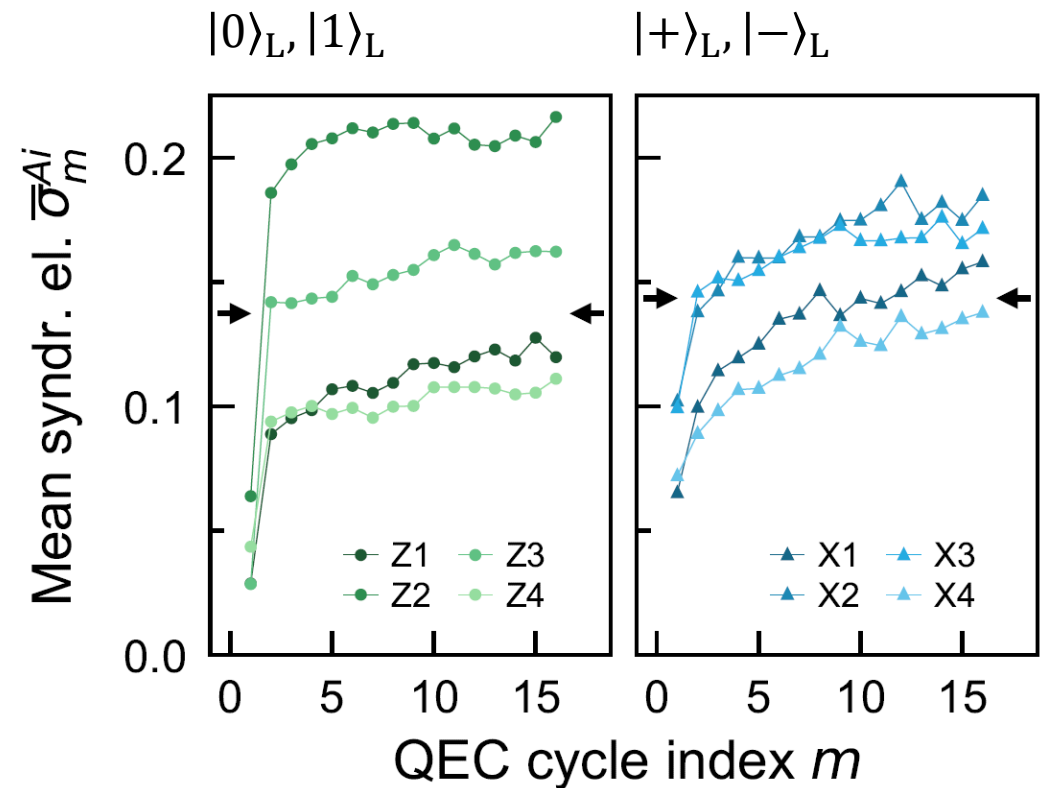 |0⟩L, |1⟩L
|+⟩L, |−⟩L
Mean syndr. el. σ̅ₘᴬⁱ
0.2
0.1
0.0
Z1 Z3
Z2 Z4
X1 X3
X2 X4
0 5 10 15
0 5 10 15
QEC cycle index m